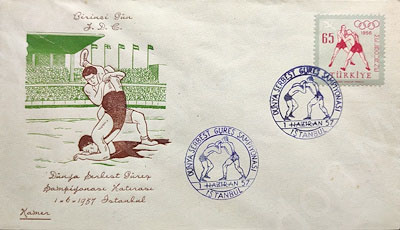 Birinci Gün
F. D. C.
Dünya Serbest Güreş
Şampiyonası Hatırası
1-6-1957 İstanbul
Kamer
65
1956
TÜRKİYE
DÜNYA SERBEST GÜREŞ ŞAMPİYONASI
1 HAZİRAN 57
İSTANBUL
DÜNYA SERBEST GÜREŞ ŞAMPİYONASI
1 HAZİRAN 57
İSTANBUL